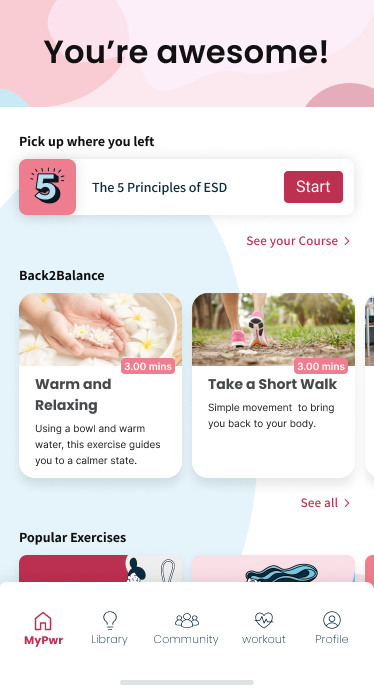 You’re awesome!
Pick up where you left
5
The 5 Principles of ESD
Start
See your Course
Back2Balance
3.00 mins
Warm and
Relaxing
Using a bowl and warm
water, this exercise guides
you to a calmer state.
3.00 mins
Take a Short Walk
Simple movement to bring
you back to your body.
See all
Popular Exercises
MyPwr
Library
Community
workout
Profile